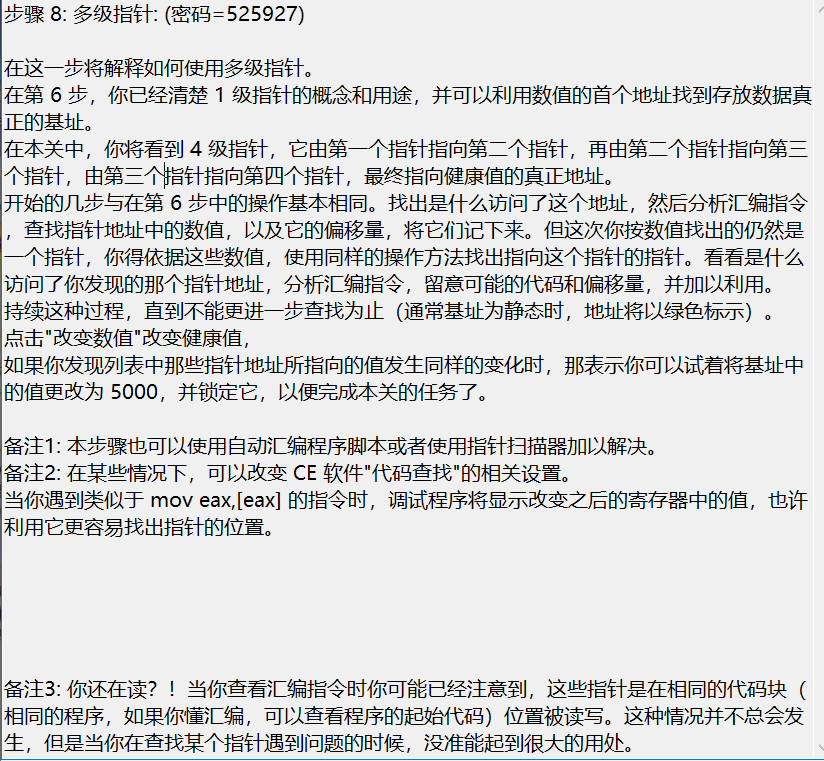 步骤 8: 多级指针: (密码=525927)
在这一步将解释如何使用多级指针。
在第 6 步，你已经清楚 1 级指针的概念和用途，并可以利用数值的首个地址找到存放数据真
正的基址。
在本关中，你将看到 4 级指针，它由第一个指针指向第二个指针，再由第二个指针指向第三
个指针，由第三个指针指向第四个指针，最终指向健康值的真正地址。
开始的几步与在第 6 步中的操作基本相同。找出是什么访问了这个地址，然后分析汇编指令
，查找指针地址中的数值，以及它的偏移量，将它们记下来。但这次你按数值找出的仍然是
一个指针，你得依据这些数值，使用同样的操作方法找出指向这个指针的指针。看看是什么
访问了你发现的那个指针地址，分析汇编指令，留意可能的代码和偏移量，并加以利用。
持续这种过程，直到不能更进一步查找为止（通常基址为静态时，地址将以绿色标示）。
点击"改变数值"改变健康值，
如果你发现列表中那些指针地址所指向的值发生同样的变化时，那表示你可以试着将基址中
的值更改为 5000，并锁定它，以便完成本关的任务了。
备注1: 本步骤也可以使用自动汇编程序脚本或者使用指针扫描器加以解决。
备注2: 在某些情况下，可以改变 CE 软件"代码查找"的相关设置。
当你遇到类似于 mov eax,[eax] 的指令时，调试程序将显示改变之后的寄存器中的值，也许
利用它更容易找出指针的位置。
备注3: 你还在读？！当你查看汇编指令时你可能已经注意到，这些指针是在相同的代码块（
相同的程序，如果你懂汇编，可以查看程序的起始代码）位置被读写。这种情况并不总会发
生，但是当你在查找某个指针遇到问题的时候，没准能起到很大的用处。